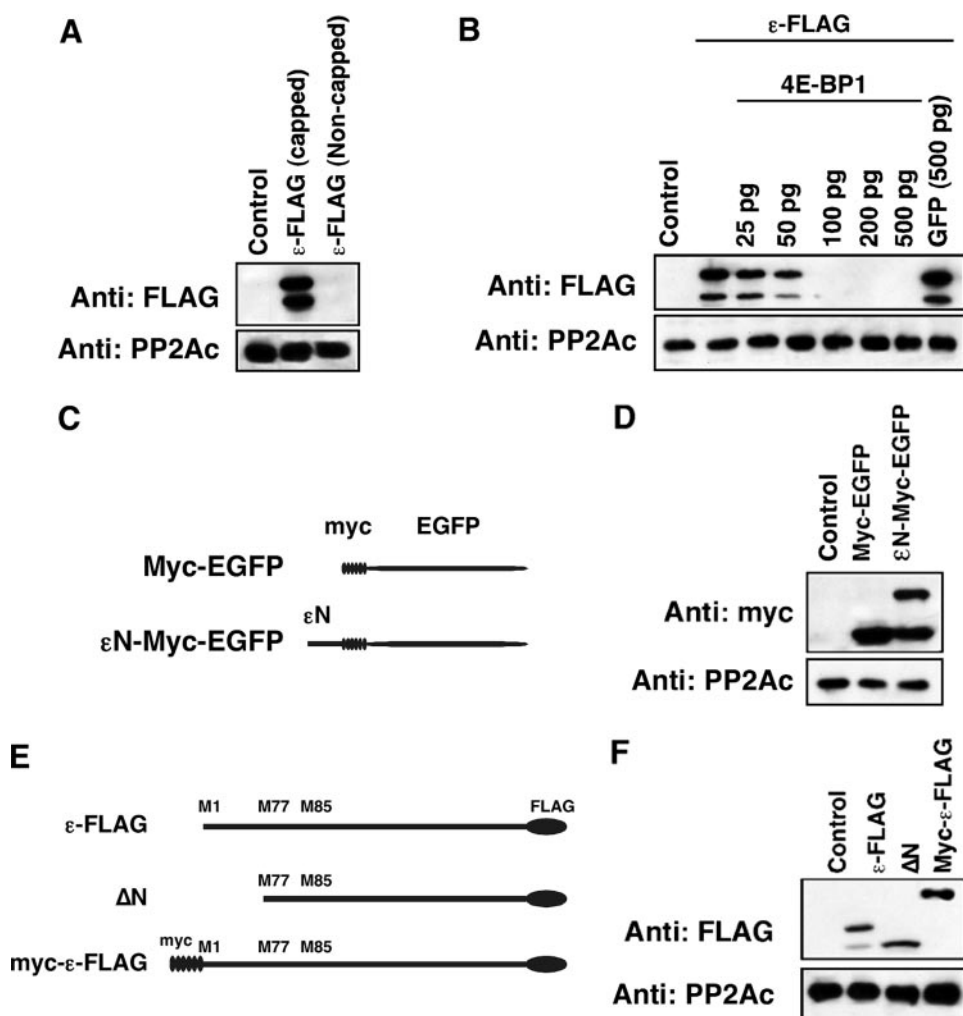 A
Control
ε-FLAG (capped)
ε-FLAG (Non-capped)
Anti: FLAG
Anti: PP2Ac
B
ε-FLAG
4E-BP1
Control
25 pg
50 pg
100 pg
200 pg
500 pg
GFP (500 pg)
Anti: FLAG
Anti: PP2Ac
C
myc EGFP
Myc-EGFP
εN
εN-Myc-EGFP
D
Control
Myc-EGFP
εN-Myc-EGFP
Anti: myc
Anti: PP2Ac
E
M1 M77 M85 FLAG
ε-FLAG
M77 M85
ΔN
myc M1 M77 M85
myc-ε-FLAG
F
Control
ε-FLAG
ΔN
Myc-ε-FLAG
Anti: FLAG
Anti: PP2Ac